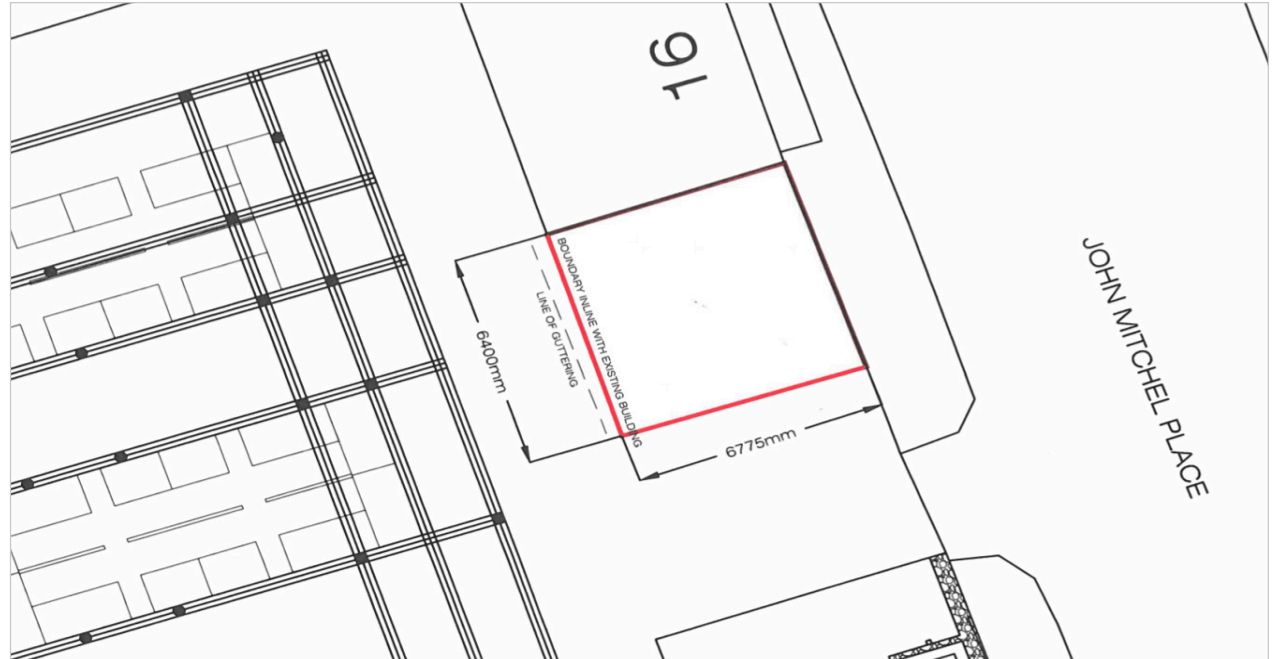 16
BOUNDARY INLINE WITH EXISTING BUILDING
LINE OF GUTTERING
6400mm
6775mm
JOHN MITCHEL PLACE